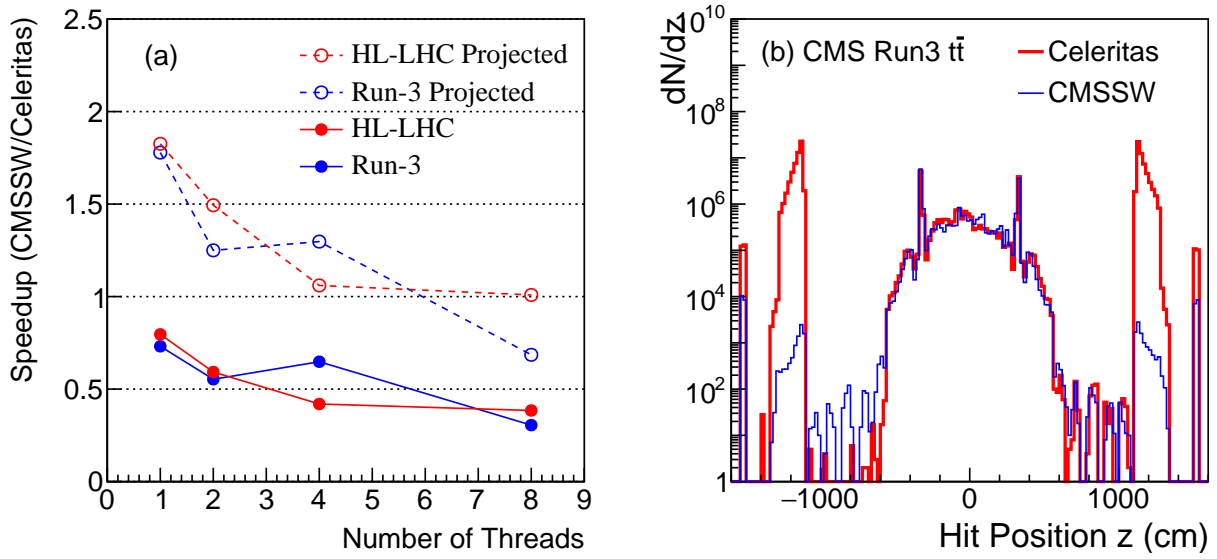 (a)
HL-LHC Projected
Run-3 Projected
HL-LHC
Run-3
Speedup (CMSSW/Celeritas)
2.5
2
1.5
1
0.5
0
0 1 2 3 4 5 6 7 8 9
Number of Threads
(b) CMS Run3 tt̄
Celeritas
CMSSW
dN/dz
10^10
10^8
10^6
10^4
10^2
1
−1000 0 1000
Hit Position z (cm)